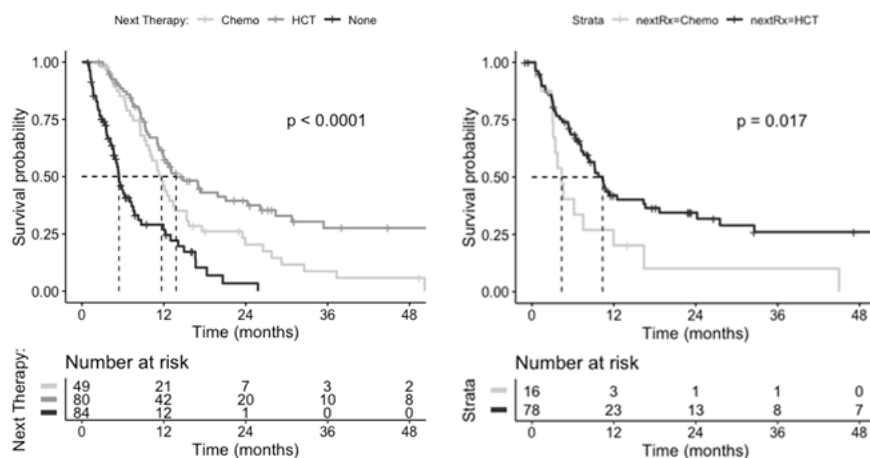 Next Therapy: Chemo HCT None
1.00
0.75
0.50
0.25
0.00
Survival probability
p < 0.0001
0 12 24 36 48
Time (months)
Number at risk
Next Therapy:
49 21 7 3 2
80 42 20 10 8
84 12 1 0 0
0 12 24 36 48
Time (months)
Strata nextRx=Chemo nextRx=HCT
1.00
0.75
0.50
0.25
0.00
Survival probability
p = 0.017
0 12 24 36 48
Time (months)
Number at risk
Strata
16 3 1 1 0
78 23 13 8 7
0 12 24 36 48
Time (months)